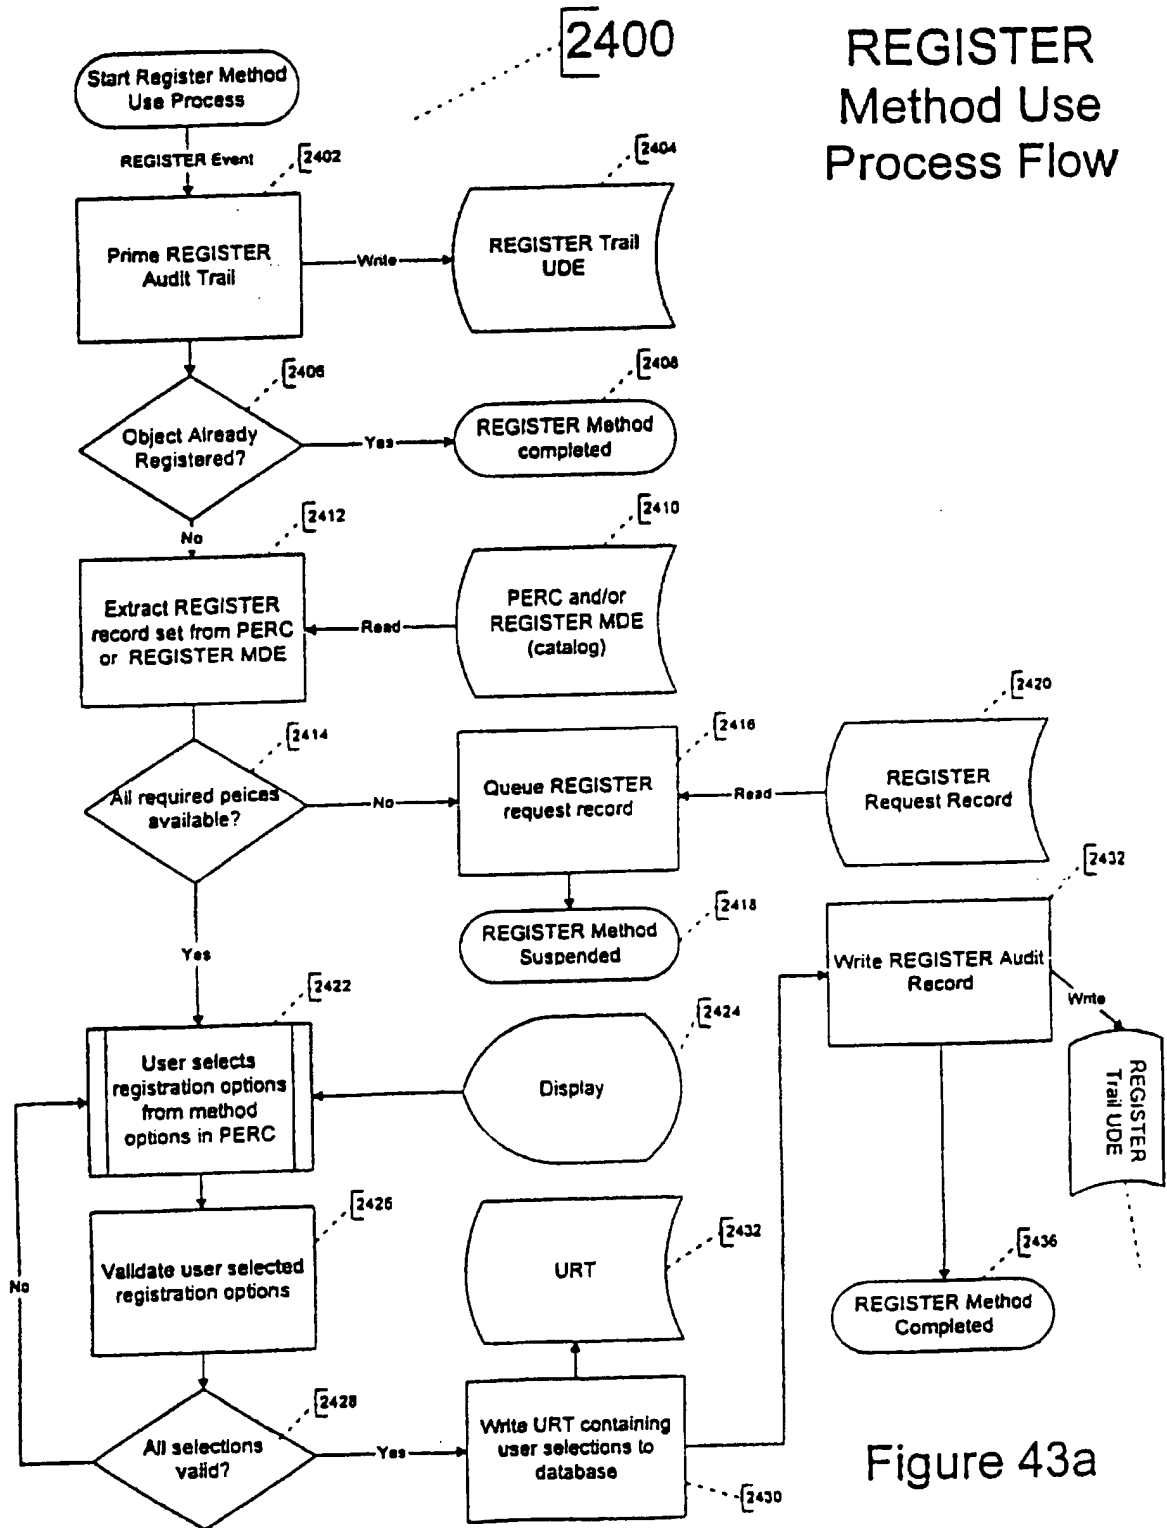 2400
REGISTER
Method Use
Process Flow
Start Register Method
Use Process
REGISTER Event
2402
Prime REGISTER
Audit Trail
Write
2404
REGISTER Trail
UDE
2406
Object Already
Registered?
Yes
2408
REGISTER Method
completed
No
2412
Extract REGISTER
record set from PERC
or REGISTER MDE
Read
2410
PERC and/or
REGISTER MDE
(catalog)
2414
All required peices
available?
No
2416
Queue REGISTER
request record
Read
2420
REGISTER
Request Record
2418
REGISTER Method
Suspended
Yes
2422
User selects
registration options
from method
options in PERC
2424
Display
2426
Validate user selected
registration options
No
2428
All selections
valid?
Yes
2432
URT
Write URT containing
user selections to
database
2430
2432
Write REGISTER Audit
Record
Write
REGISTER
Trail UDE
2436
REGISTER Method
Completed
Figure 43a